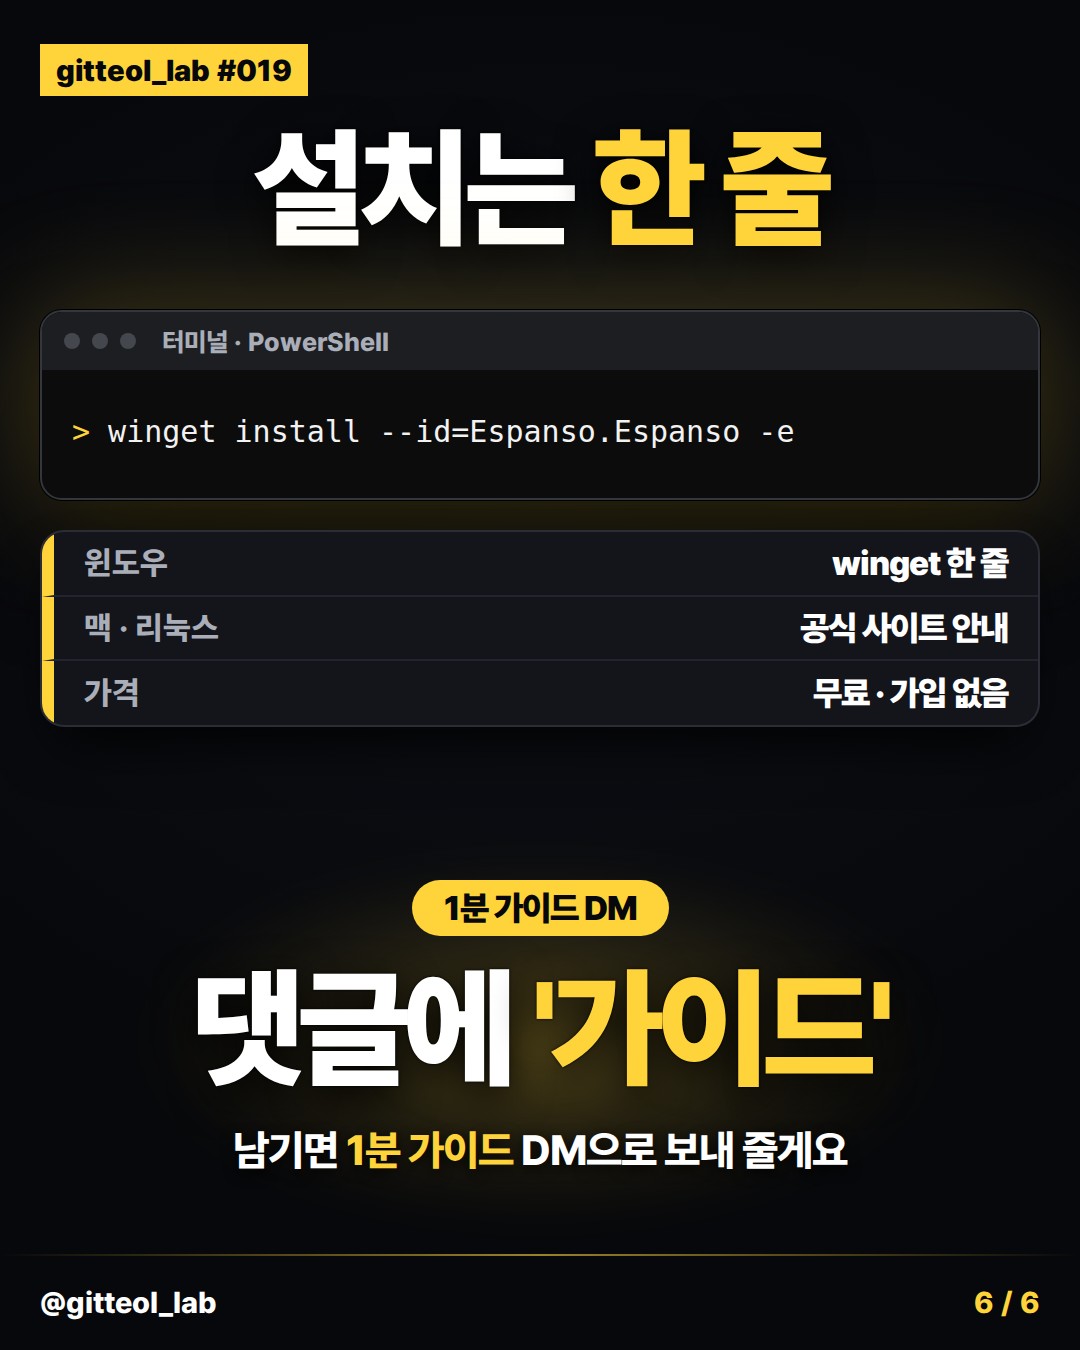 gitteol_lab #019
설치는 한 줄
터미널 · PowerShell
> winget install --id=Espanso.Espanso -e
윈도우 winget 한 줄
맥 · 리눅스 공식 사이트 안내
가격 무료 · 가입 없음
1분 가이드 DM
댓글에 '가이드'
남기면 1분 가이드 DM으로 보내 줄게요
@gitteol_lab 6 / 6